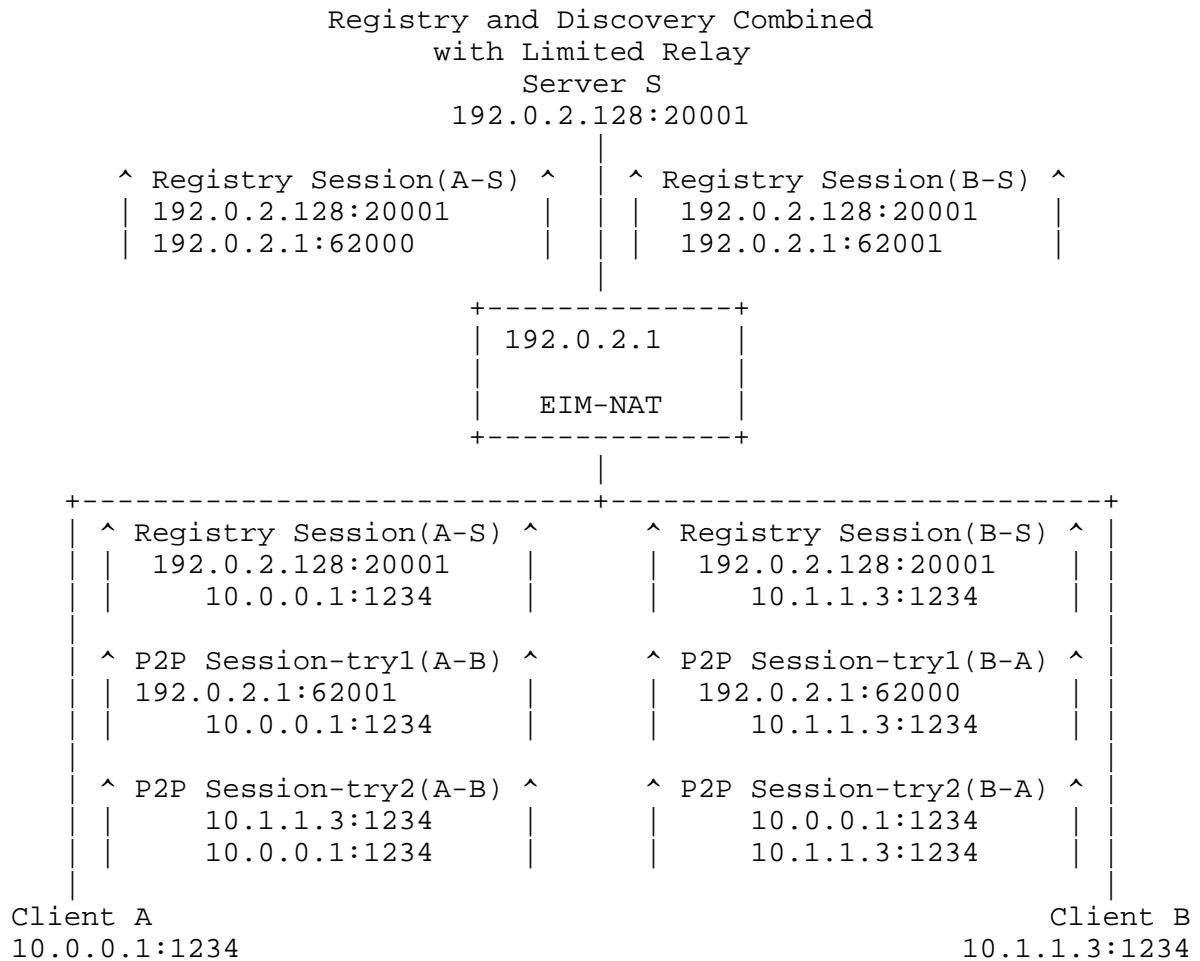 Registry and Discovery Combined
with Limited Relay
Server S
192.0.2.128:20001
|
^ Registry Session(A-S) ^ | ^ Registry Session(B-S) ^
| 192.0.2.128:20001 | | | 192.0.2.128:20001 |
| 192.0.2.1:62000 | | | 192.0.2.1:62001 |
|
+--------------+
| 192.0.2.1 |
| |
| EIM-NAT |
+--------------+
|
+-----------------------------+----------------------------+
| ^ Registry Session(A-S) ^ ^ Registry Session(B-S) ^ |
| | 192.0.2.128:20001 | | 192.0.2.128:20001 | |
| | 10.0.0.1:1234 | | 10.1.1.3:1234 | |
| |
| ^ P2P Session-try1(A-B) ^ ^ P2P Session-try1(B-A) ^ |
| | 192.0.2.1:62001 | | 192.0.2.1:62000 | |
| | 10.0.0.1:1234 | | 10.1.1.3:1234 | |
| |
| ^ P2P Session-try2(A-B) ^ ^ P2P Session-try2(B-A) ^ |
| | 10.1.1.3:1234 | | 10.0.0.1:1234 | |
| | 10.0.0.1:1234 | | 10.1.1.3:1234 | |
| |
Client A Client B
10.0.0.1:1234 10.1.1.3:1234